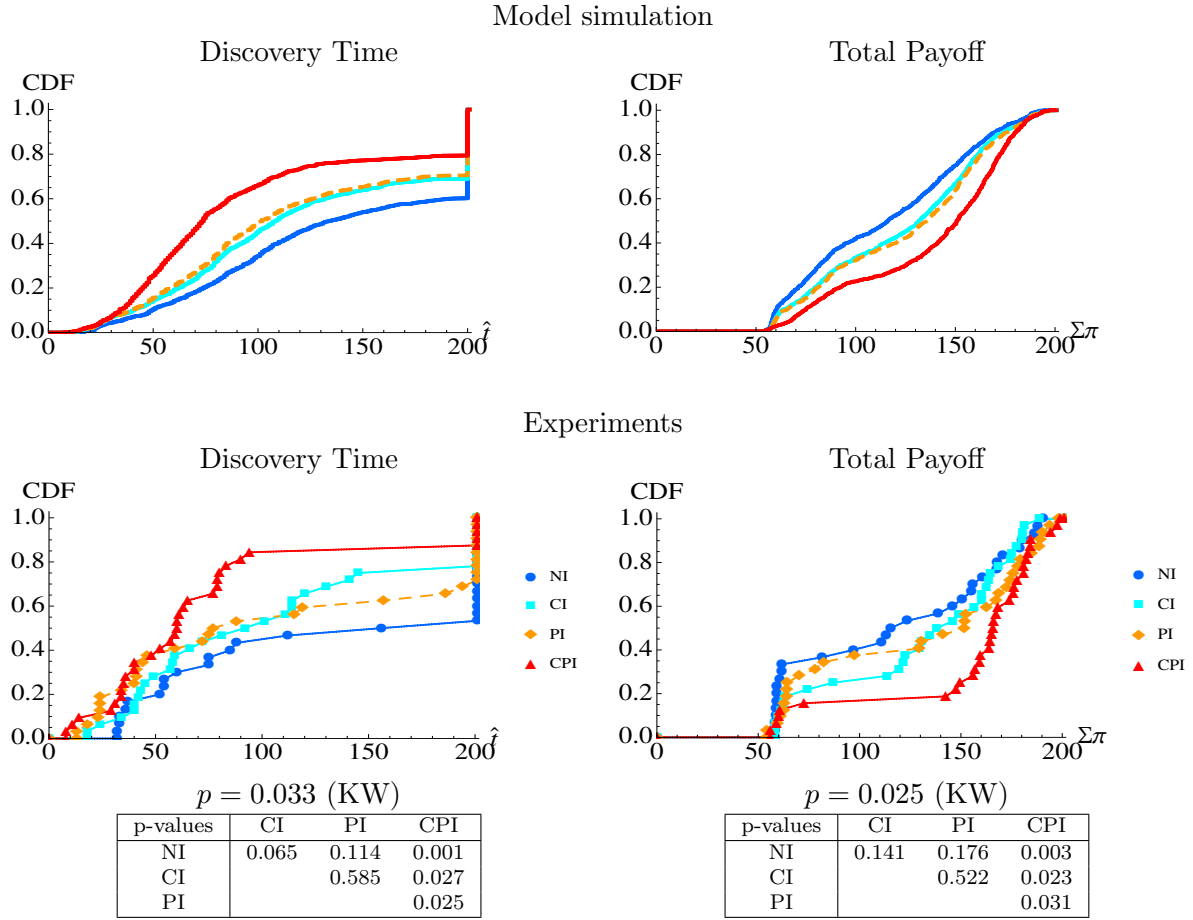 Model simulation
Discovery Time
Total Payoff
CDF
CDF
1.0
0.8
0.6
0.4
0.2
0.0
0 50 100 150 200 t̂
1.0
0.8
0.6
0.4
0.2
0.0
0 50 100 150 200 Σπ
Experiments
Discovery Time
Total Payoff
CDF
CDF
1.0
0.8
0.6
0.4
0.2
0.0
0 50 100 150 200 t̂
NI
CI
PI
CPI
1.0
0.8
0.6
0.4
0.2
0.0
0 50 100 150 200 Σπ
NI
CI
PI
CPI
p = 0.033 (KW)
p-values CI PI CPI
NI 0.065 0.114 0.001
CI 0.585 0.027
PI 0.025
p = 0.025 (KW)
p-values CI PI CPI
NI 0.141 0.176 0.003
CI 0.522 0.023
PI 0.031